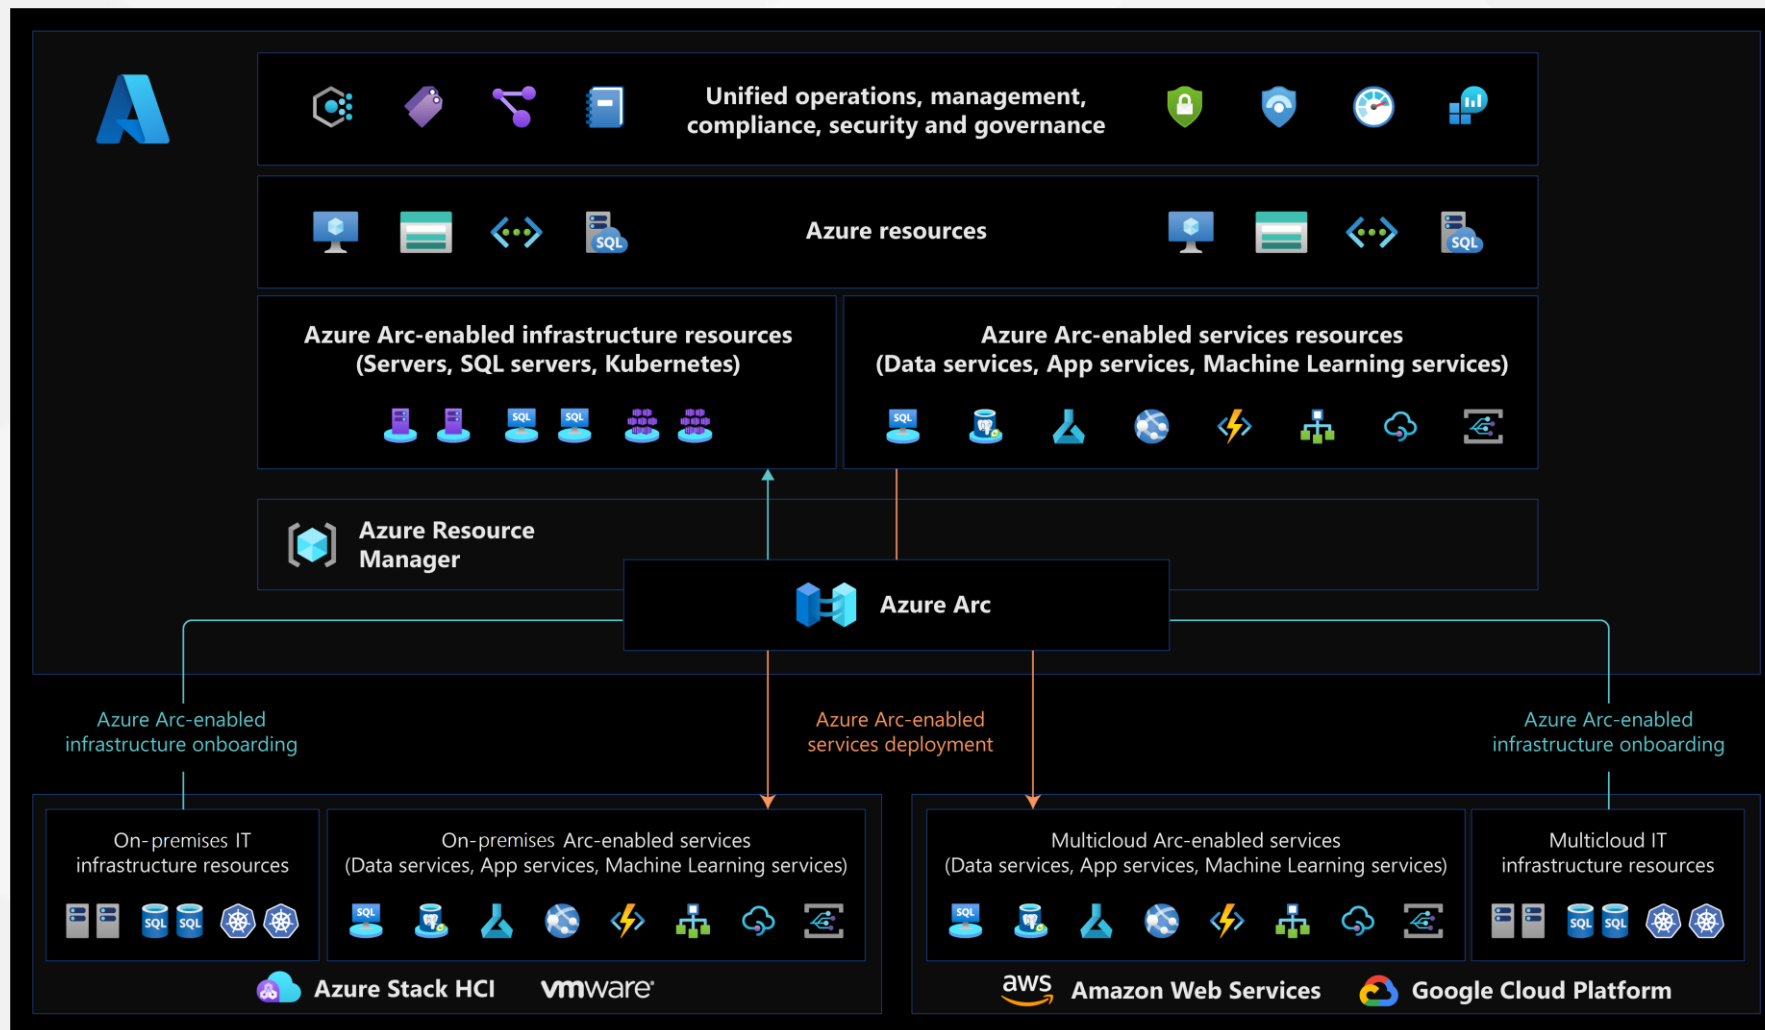 Unified operations, management,
compliance, security and governance
Azure resources
SQL
SQL
Azure Arc-enabled infrastructure resources
(Servers, SQL servers, Kubernetes)
SQL
SQL
Azure Arc-enabled services resources
(Data services, App services, Machine Learning services)
SQL
Azure Resource
Manager
Azure Arc
Azure Arc-enabled
infrastructure onboarding
Azure Arc-enabled
services deployment
Azure Arc-enabled
infrastructure onboarding
On-premises IT
infrastructure resources
SQL
SQL
On-premises Arc-enabled services
(Data services, App services, Machine Learning services)
SQL
Azure Stack HCI
vmware®
Multicloud Arc-enabled services
(Data services, App services, Machine Learning services)
SQL
Multicloud IT
infrastructure resources
SQL
SQL
aws
Amazon Web Services
Google Cloud Platform